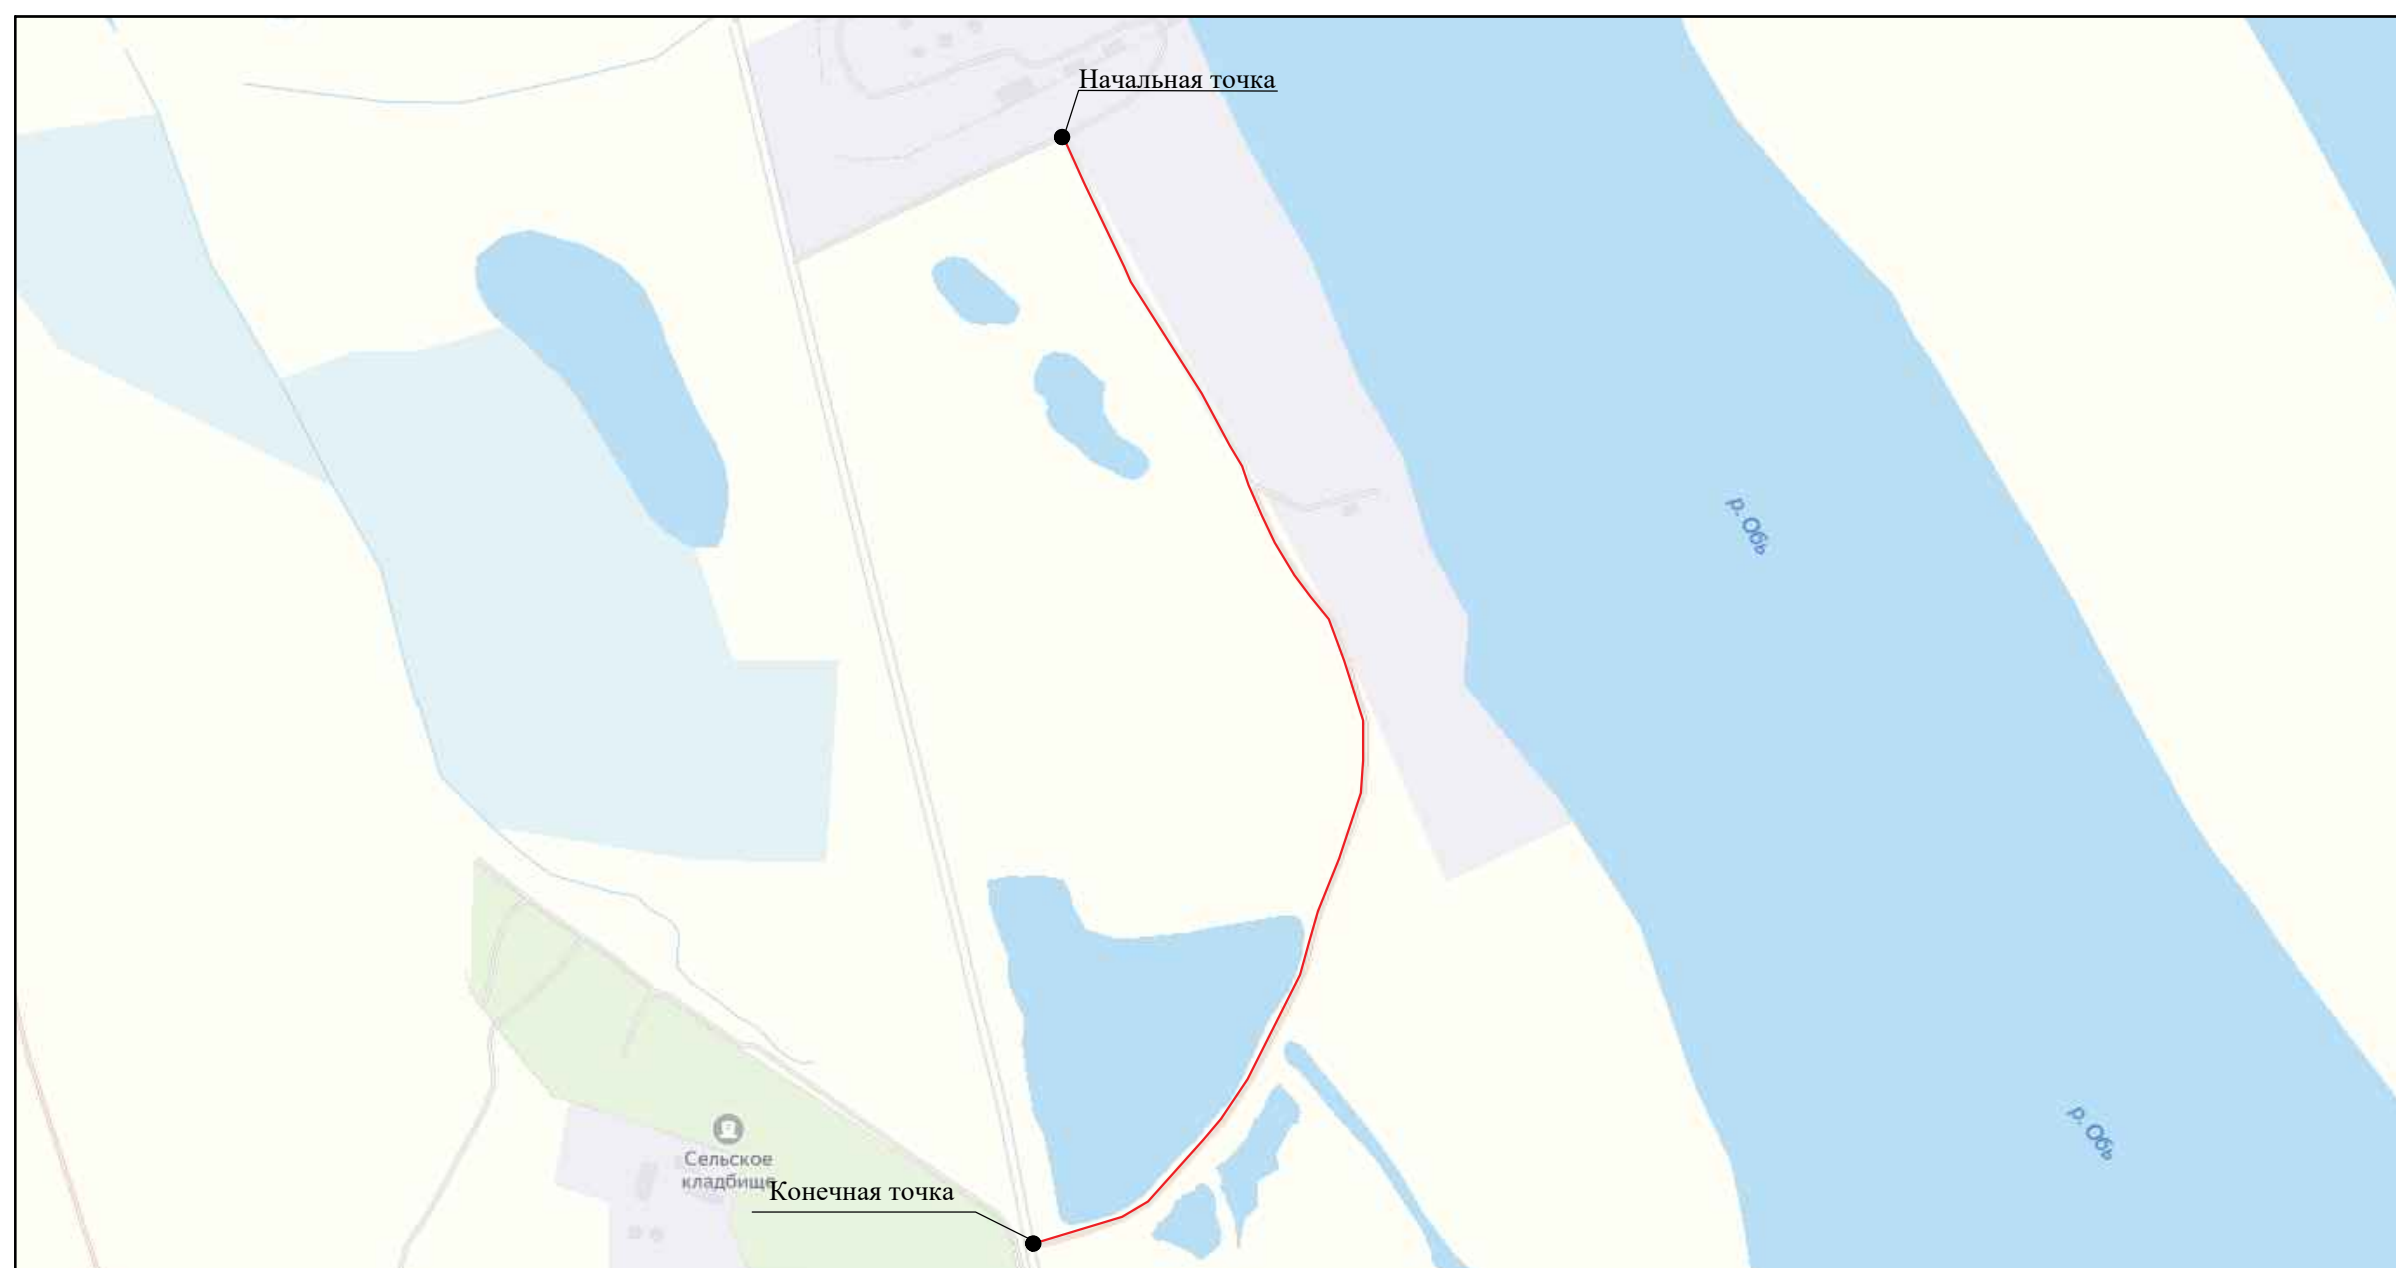 Начальная точка
р. Обь
р. Обь
Сельское
кладбище
Конечная точка